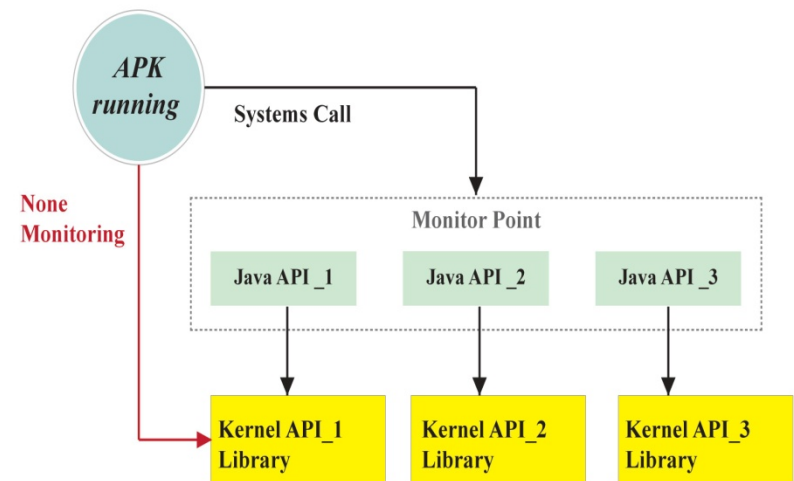 APK
running
Systems Call
None
Monitoring
Monitor Point
Java API _1
Java API _2
Java API _3
Kernel API_1
Library
Kernel API_2
Library
Kernel API_3
Library